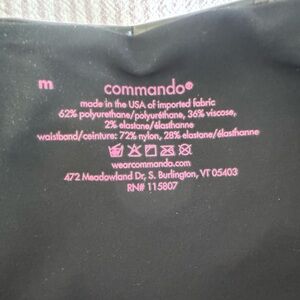 m commando®
made in the USA of imported fabric
62% polyurethane/polyuréthane, 36% viscose,
2% elastane/élasthanne
waistband/ceinture: 72% nylon, 28% elastane/élasthanne
wearcommando.com
472 Meadowland Dr, S. Burlington, VT 05403
RN# 115807